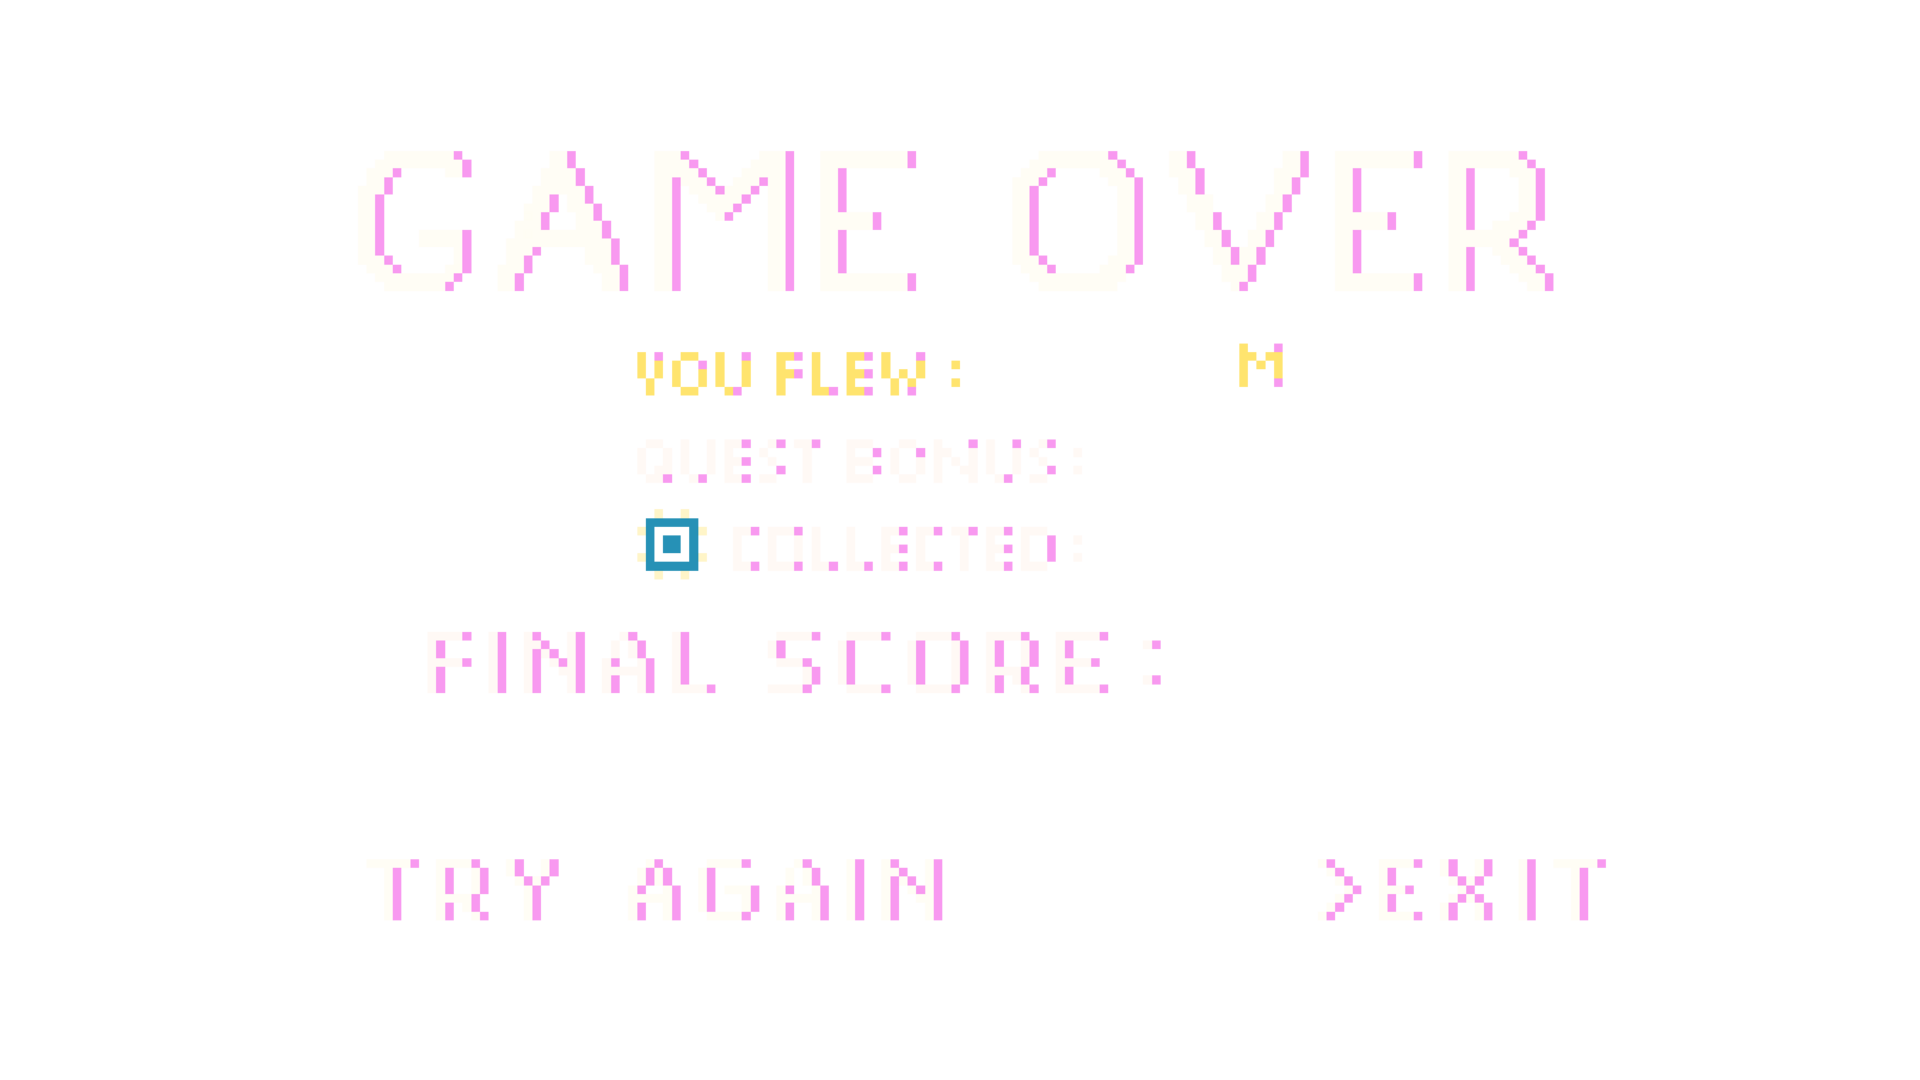 GAME OVER
YOU FLEW : M
QUEST BONUS:
COLLECTED:
FINAL SCORE:
TRY AGAIN >EXIT